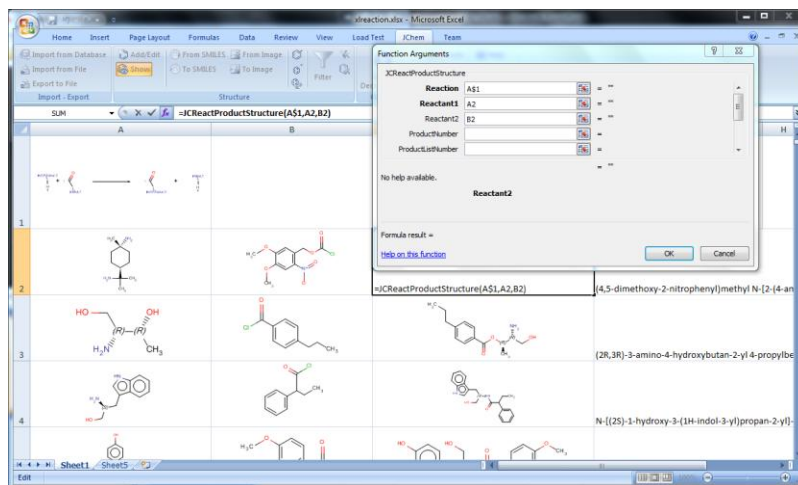 xlreaction.xlsx - Microsoft Excel
Home Insert Page Layout Formulas Data Review View Load Test JChem Team
Import from Database
Import from File
Export to File
Import - Export
Add/Edit
Show
From SMILES
To SMILES
From Image
To Image
Structure
Filter
Function Arguments
JCReactProductStructure
Reaction A$1 = ""
Reactant1 A2 = ""
Reactant2 B2 = ""
ProductNumber =
ProductListNumber =
= ""
No help available.
Reactant2
Formula result =
Help on this function
OK Cancel
SUM =JCReactProductStructure(A$1,A2,B2)
A B H
1
2 =JCReactProductStructure(A$1,A2,B2) (4,5-dimethoxy-2-nitrophenyl)methyl N-[2-(4-an
HO OH
(R) (R)
H2N CH3
3 (2R,3R)-3-amino-4-hydroxybutan-2-yl 4-propylbe
4 N-[(2S)-1-hydroxy-3-(1H-indol-3-yl)propan-2-yl]-
Sheet1 Sheet5
Edit